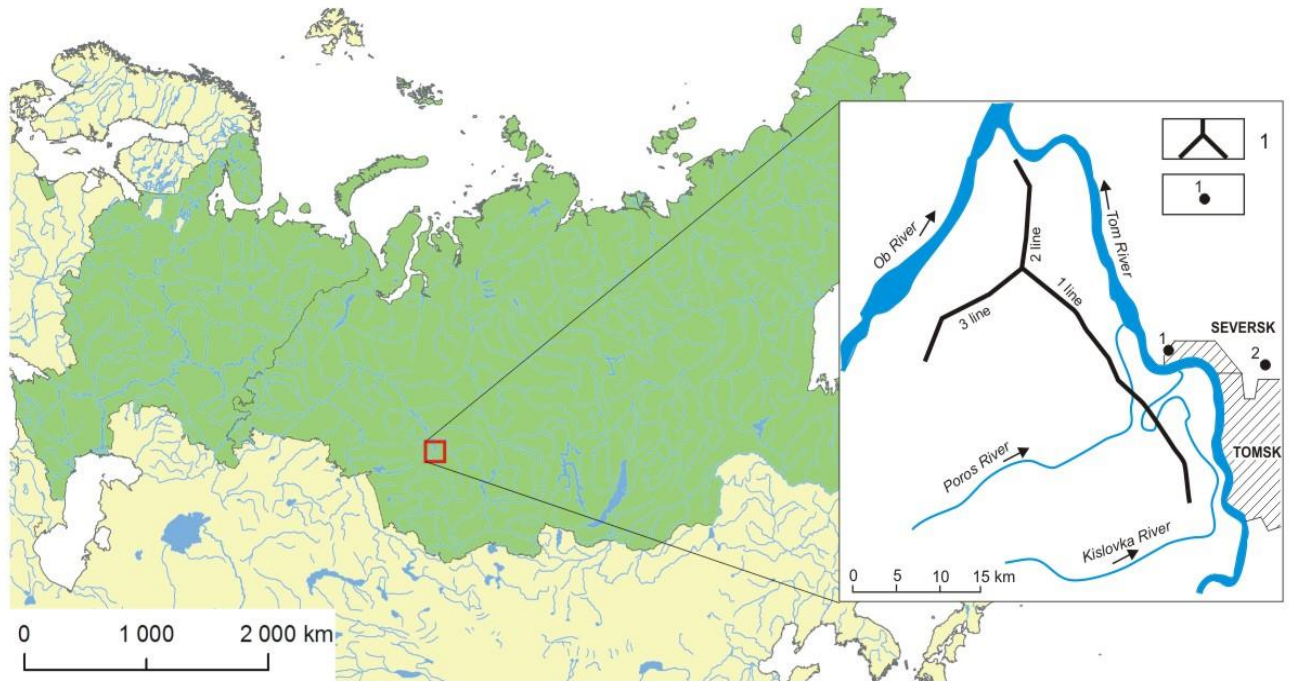 1
1
Ob River
Tom River
2 line
1 line
3 line
1
SEVERSK
2
TOMSK
Poros River
Kislovka River
0 5 10 15 km
0 1 000 2 000 km